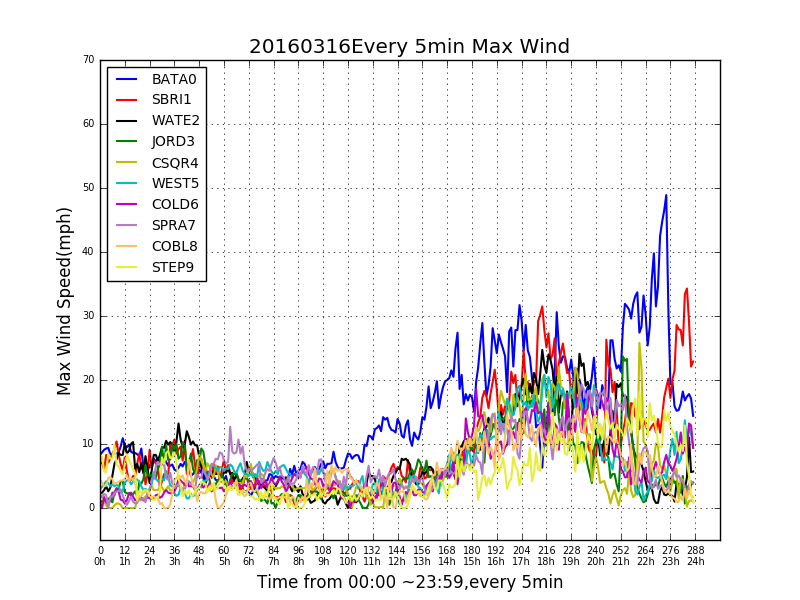 20160316Every 5min Max Wind
70
60
50
40
30
20
10
0
Max Wind Speed(mph)
BATA0
SBRI1
WATE2
JORD3
CSQR4
WEST5
COLD6
SPRA7
COBL8
STEP9
0 12 24 36 48 60 72 84 96 108 120 132 144 156 168 180 192 204 216 228 240 252 264 276 288
0h 1h 2h 3h 4h 5h 6h 7h 8h 9h 10h 11h 12h 13h 14h 15h 16h 17h 18h 19h 20h 21h 22h 23h 24h
Time from 00:00 ~23:59,every 5min